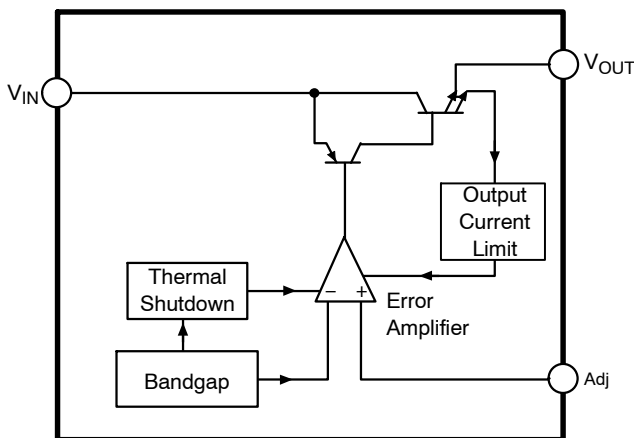 V_OUT
V_IN
Output
Current
Limit
Thermal
Shutdown
− +
Error
Amplifier
Bandgap
Adj